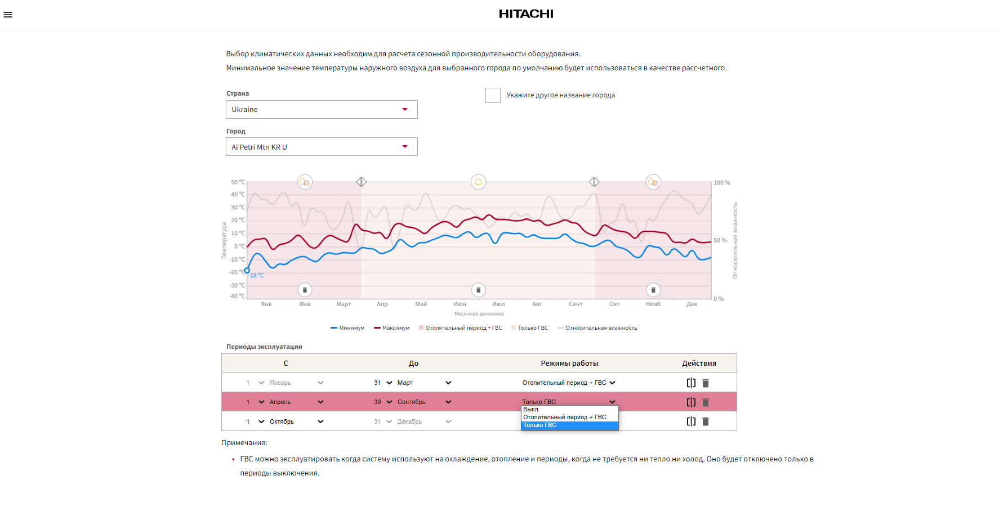 HITACHI
Выбор климатических данных необходим для расчета сезонной производительности оборудования.
Минимальное значение температуры наружного воздуха для выбранного города по умолчанию будет использоваться в качестве рассчетного.
Страна
Ukraine
Укажите другое название города
Город
Ai Petri Mtn KR U
50 °C
40 °C
30 °C
20 °C
10 °C
0 °C
-10 °C
-20 °C
-30 °C
-40 °C
Температура
-18 °C
100 %
50 %
0 %
Относительная влажность
Янв Фев Март Апр Май Июн Июл Авг Сент Окт Нояб Дек
Месячная динамика
Минимум Максимум Отопительный период + ГВС Только ГВС Относительная влажность
Периоды эксплуатации
С До Режимы работы Действия
1 Январь 31 Март Отопительный период + ГВС
1 Апрель 30 Сентябрь Только ГВС
Выкл
Отопительный период + ГВС
Только ГВС
1 Октябрь 31 Декабрь
Примечания:
• ГВС можно эксплуатировать когда систему используют на охлаждение, отопление и периоды, когда не требуется ни тепло ни холод. Оно будет отключено только в
периоды выключения.